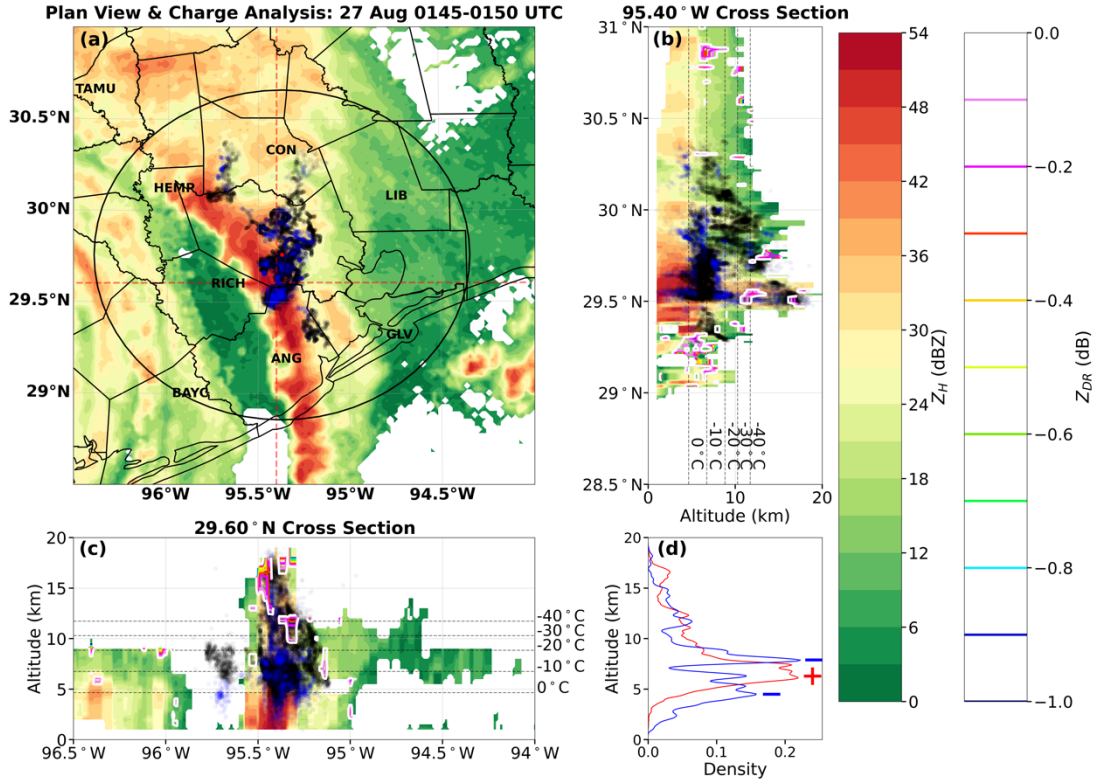 Plan View & Charge Analysis: 27 Aug 0145-0150 UTC
95.40°W Cross Section
(a)
TAMU
CON
HEMP
LIB
RICH
GLV
ANG
BAYC
30.5°N
30°N
29.5°N
29°N
96°W
95.5°W
95°W
94.5°W
(b)
31°N
30.5°N
30°N
29.5°N
29°N
28.5°N
0°C
-10°C
-20°C
-30°C
-40°C
0
10
20
Altitude (km)
54
48
42
36
30
24
18
12
6
0
Z_H (dBZ)
0.0
−0.2
−0.4
−0.6
−0.8
−1.0
Z_DR (dB)
29.60°N Cross Section
(c)
20
15
10
5
0
Altitude (km)
-40°C
-30°C
-20°C
-10°C
0°C
96.5°W
96°W
95.5°W
95°W
94.5°W
94°W
(d)
20
15
10
5
0
Altitude (km)
−
+
−
0.0
0.1
0.2
Density